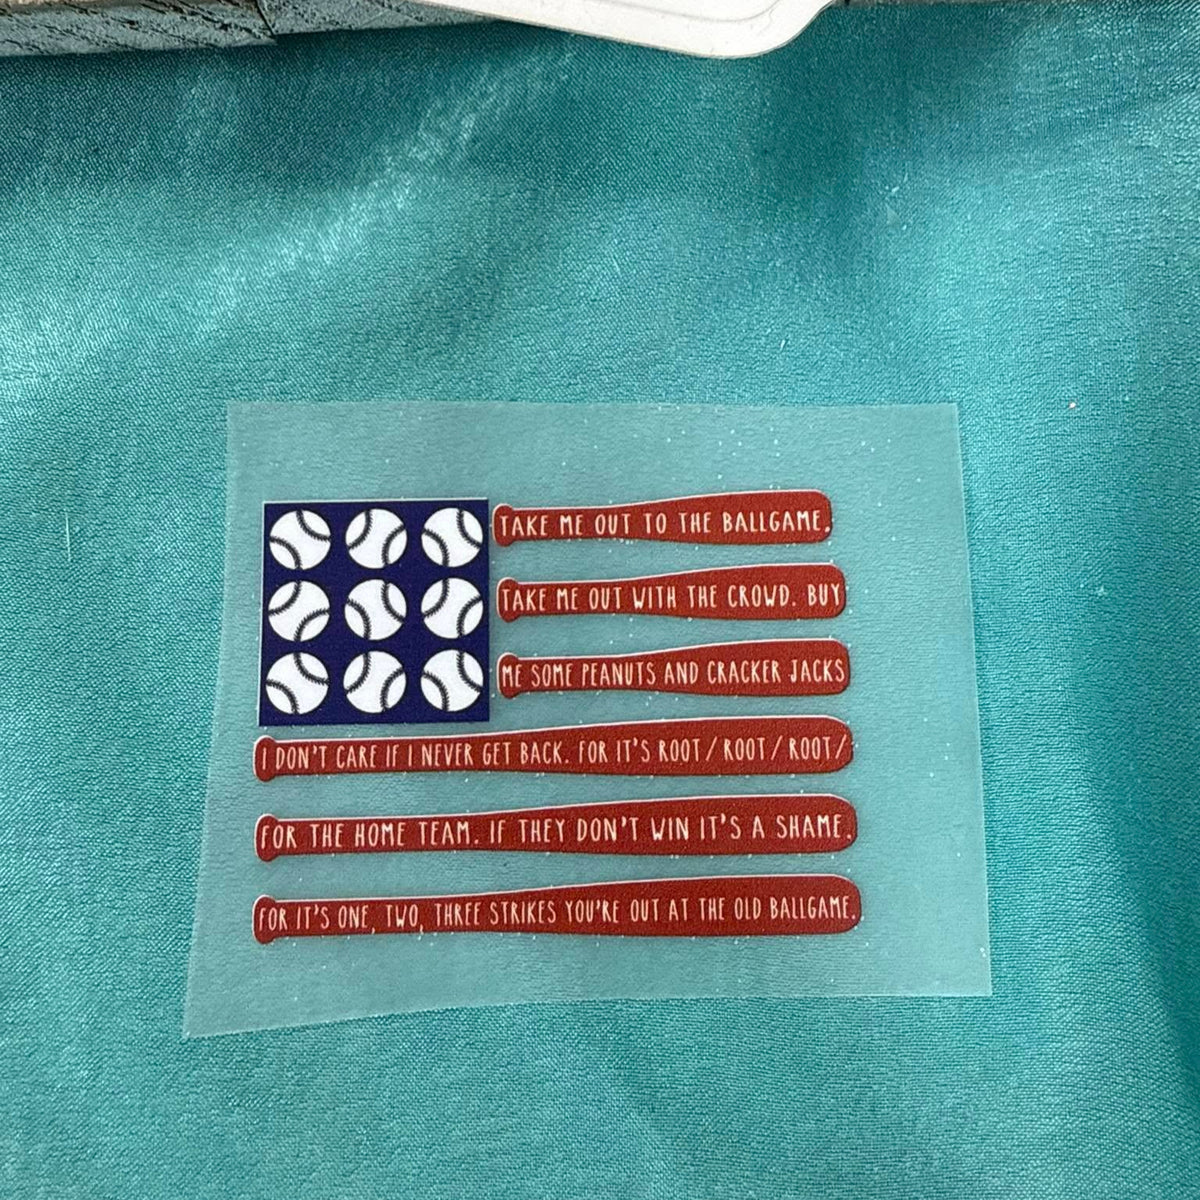 TAKE ME OUT TO THE BALLGAME.
TAKE ME OUT WITH THE CROWD. BUY
ME SOME PEANUTS AND CRACKER JACKS
I DON'T CARE IF I NEVER GET BACK. FOR IT'S ROOT/ROOT/ROOT/
FOR THE HOME TEAM. IF THEY DON'T WIN IT'S A SHAME.
FOR IT'S ONE, TWO, THREE STRIKES YOU'RE OUT AT THE OLD BALLGAME.